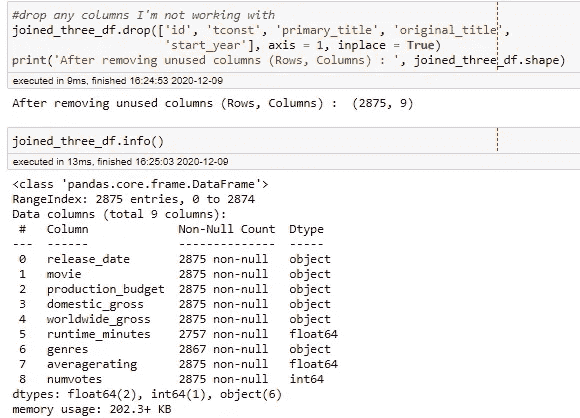 #drop any columns I'm not working with
joined_three_df.drop(['id', 'tconst', 'primary_title', 'original_title',
'start_year'], axis = 1, inplace = True)
print('After removing unused columns (Rows, Columns) : ', joined_three_df.shape)
executed in 9ms, finished 16:24:53 2020-12-09
After removing unused columns (Rows, Columns) :  (2875, 9)
joined_three_df.info()
executed in 13ms, finished 16:25:03 2020-12-09
<class 'pandas.core.frame.DataFrame'>
RangeIndex: 2875 entries, 0 to 2874
Data columns (total 9 columns):
#   Column             Non-Null Count  Dtype
---  ------             --------------  -----
0   release_date       2875 non-null   object
1   movie              2875 non-null   object
2   production_budget  2875 non-null   object
3   domestic_gross     2875 non-null   object
4   worldwide_gross    2875 non-null   object
5   runtime_minutes    2757 non-null   float64
6   genres             2867 non-null   object
7   averagerating      2875 non-null   float64
8   numvotes           2875 non-null   int64
dtypes: float64(2), int64(1), object(6)
memory usage: 202.3+ KB